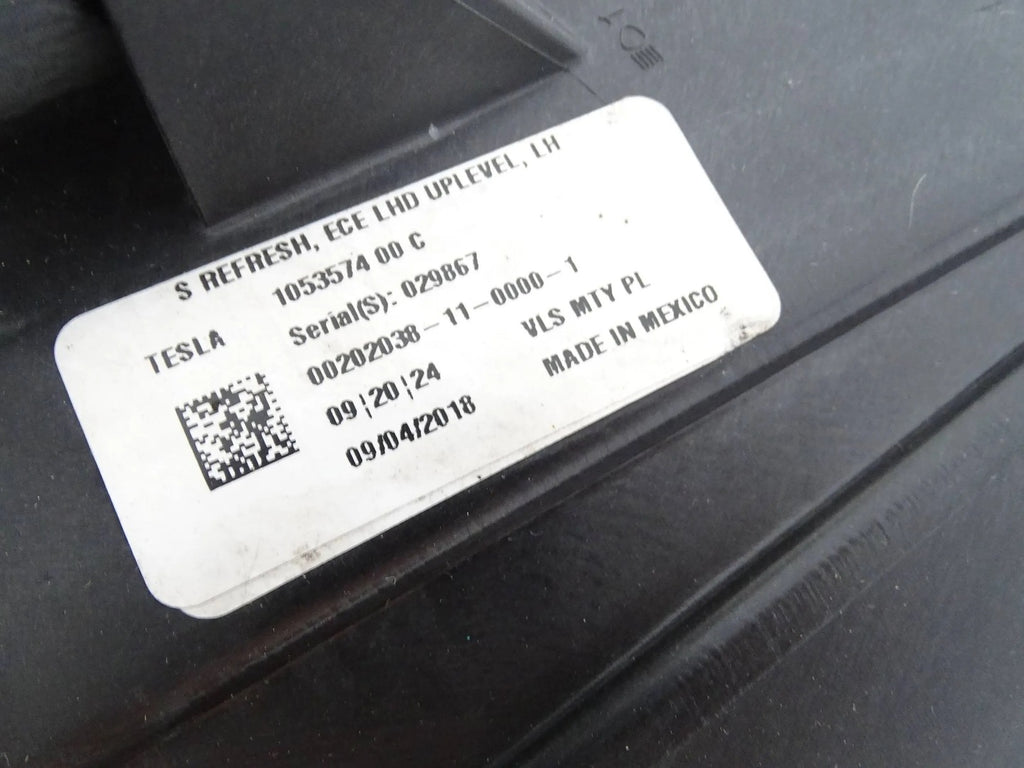 S REFRESH, ECE LHD UPLEVEL, LH
1053574 00 C
TESLA
Serial(S): 029867
00202038-11-0000-1
09¦20¦24
VLS MTY PL
09/04/2018
MADE IN MEXICO